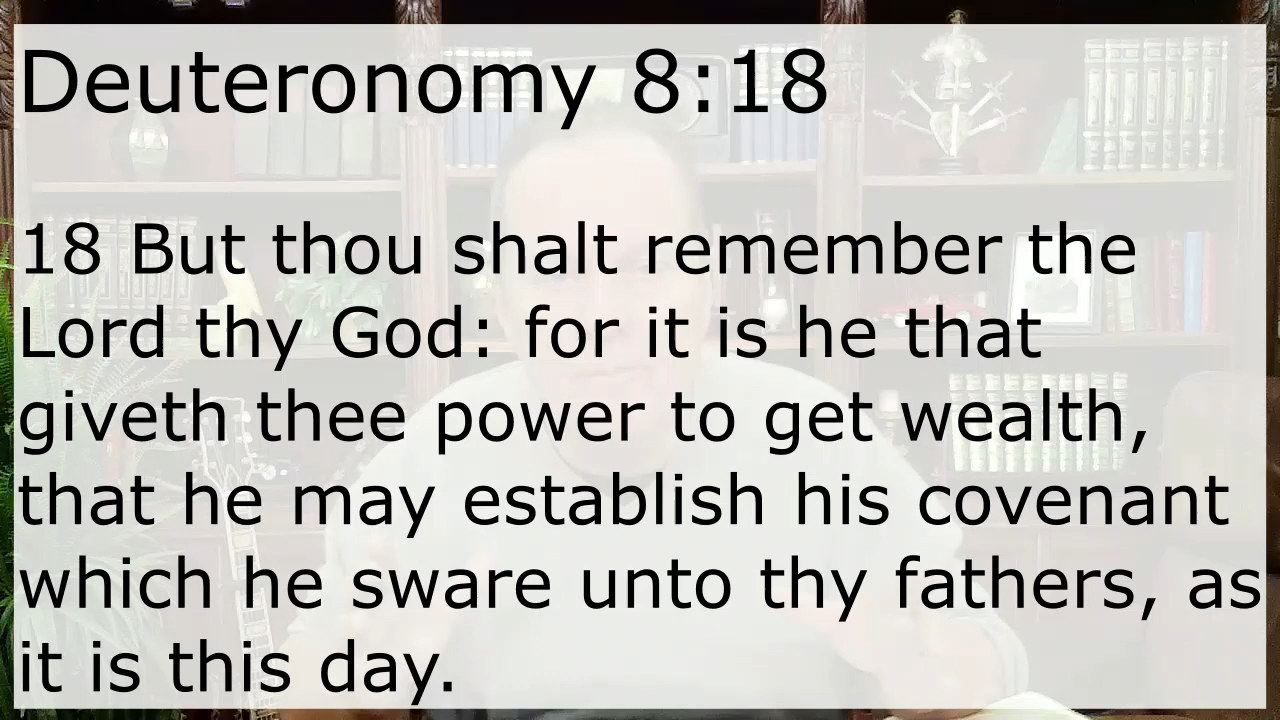 Deuteronomy 8:18
18 But thou shalt remember the
Lord thy God: for it is he that
giveth thee power to get wealth,
that he may establish his covenant
which he sware unto thy fathers, as
it is this day.